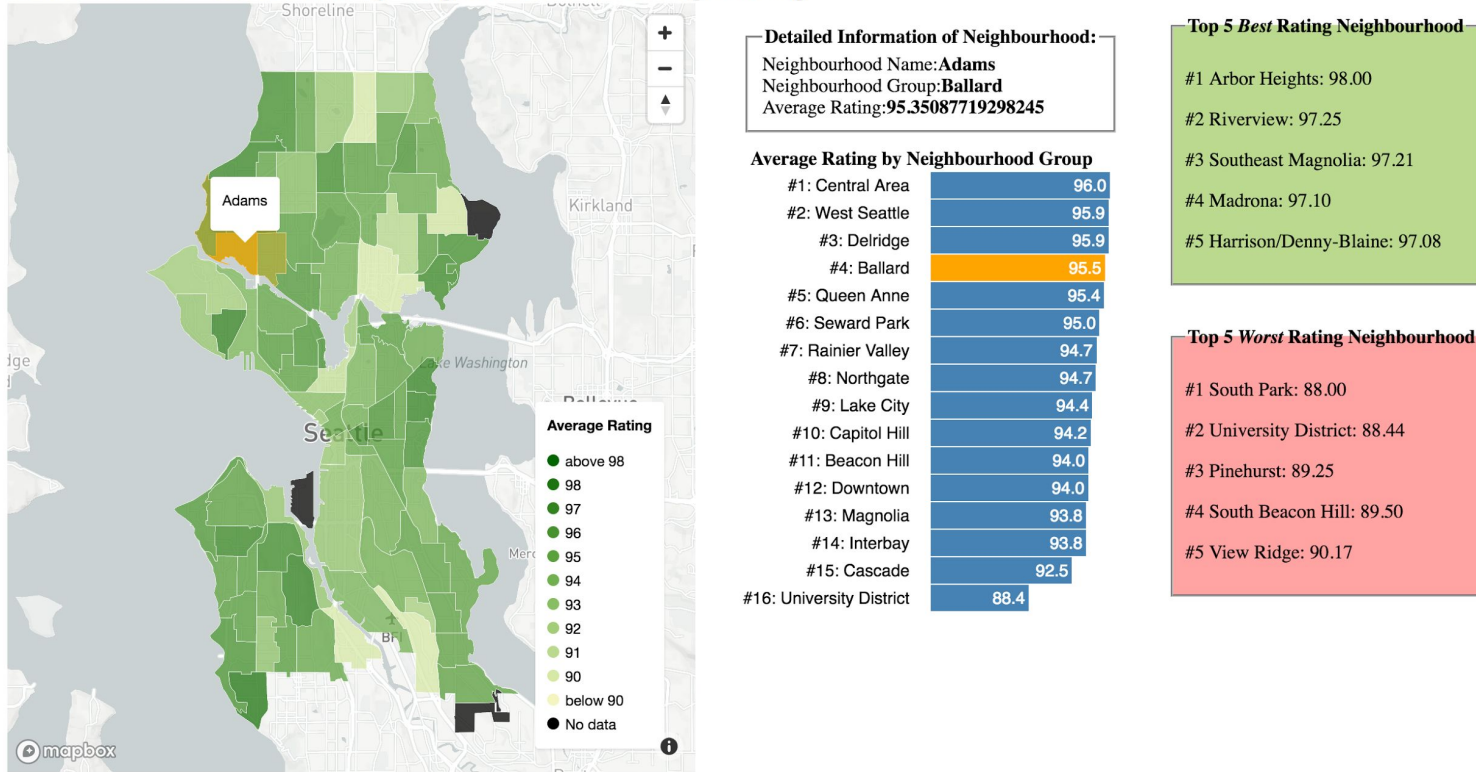 Shoreline
Kirkland
Adams
Lake Washington
Seattle
BFI
Average Rating
above 98
98
97
96
95
94
93
92
91
90
below 90
No data
mapbox
Detailed Information of Neighbourhood:
Neighbourhood Name:Adams
Neighbourhood Group:Ballard
Average Rating:95.35087719298245
Average Rating by Neighbourhood Group
#1: Central Area 96.0
#2: West Seattle 95.9
#3: Delridge 95.9
#4: Ballard 95.5
#5: Queen Anne 95.4
#6: Seward Park 95.0
#7: Rainier Valley 94.7
#8: Northgate 94.7
#9: Lake City 94.4
#10: Capitol Hill 94.2
#11: Beacon Hill 94.0
#12: Downtown 94.0
#13: Magnolia 93.8
#14: Interbay 93.8
#15: Cascade 92.5
#16: University District 88.4
Top 5 Best Rating Neighbourhood
#1 Arbor Heights: 98.00
#2 Riverview: 97.25
#3 Southeast Magnolia: 97.21
#4 Madrona: 97.10
#5 Harrison/Denny-Blaine: 97.08
Top 5 Worst Rating Neighbourhood
#1 South Park: 88.00
#2 University District: 88.44
#3 Pinehurst: 89.25
#4 South Beacon Hill: 89.50
#5 View Ridge: 90.17